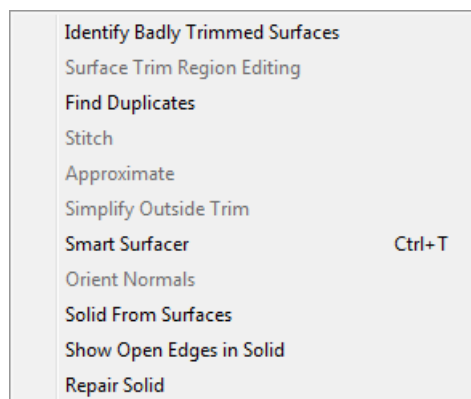 Identify Badly Trimmed Surfaces
Surface Trim Region Editing
Find Duplicates
Stitch
Approximate
Simplify Outside Trim
Smart Surfacer Ctrl+T
Orient Normals
Solid From Surfaces
Show Open Edges in Solid
Repair Solid